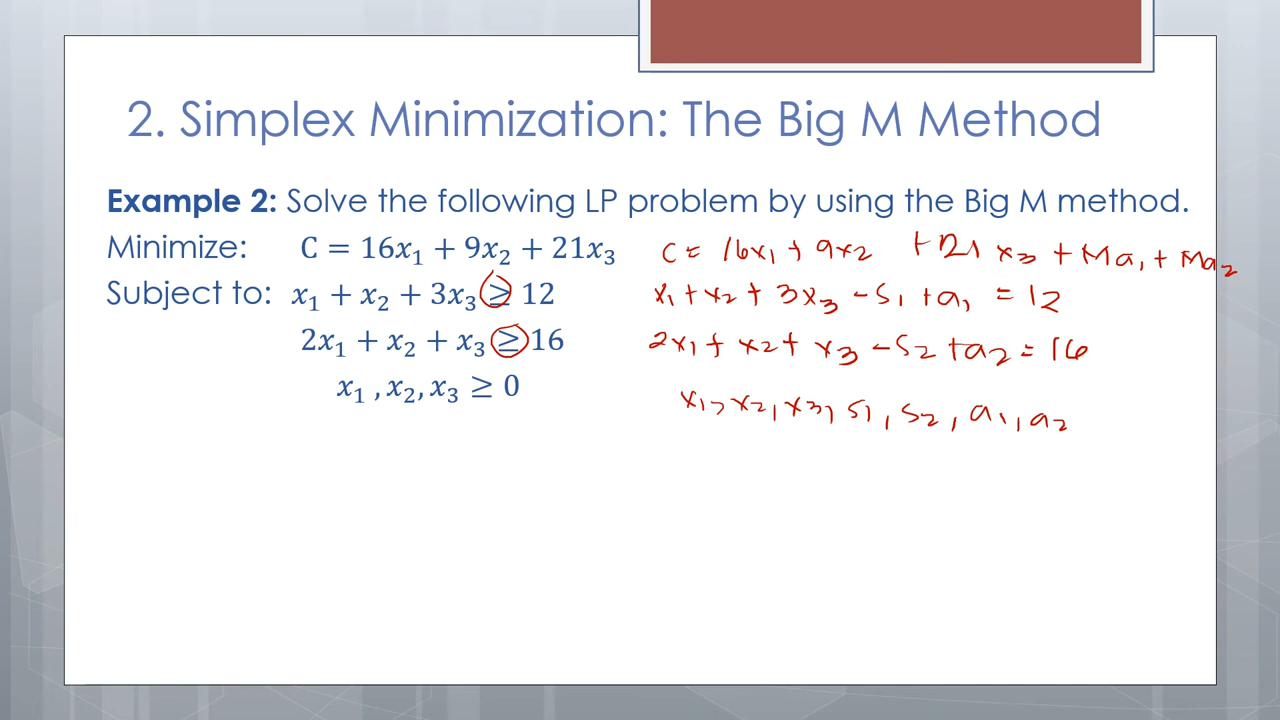 2. Simplex Minimization: The Big M Method
Example 2: Solve the following LP problem by using the Big M method.
Minimize: C = 16x₁ + 9x₂ + 21x₃
Subject to: x₁ + x₂ + 3x₃ ≥ 12
2x₁ + x₂ + x₃ ≥ 16
x₁ , x₂, x₃ ≥ 0
C = 16x₁ + 9x₂ + 21x₃ + Ma₁ + Ma₂
x₁ + x₂ + 3x₃ - s₁ + a₁ = 12
2x₁ + x₂ + x₃ - s₂ + a₂ = 16
x₁, x₂, x₃, s₁, s₂, a₁, a₂